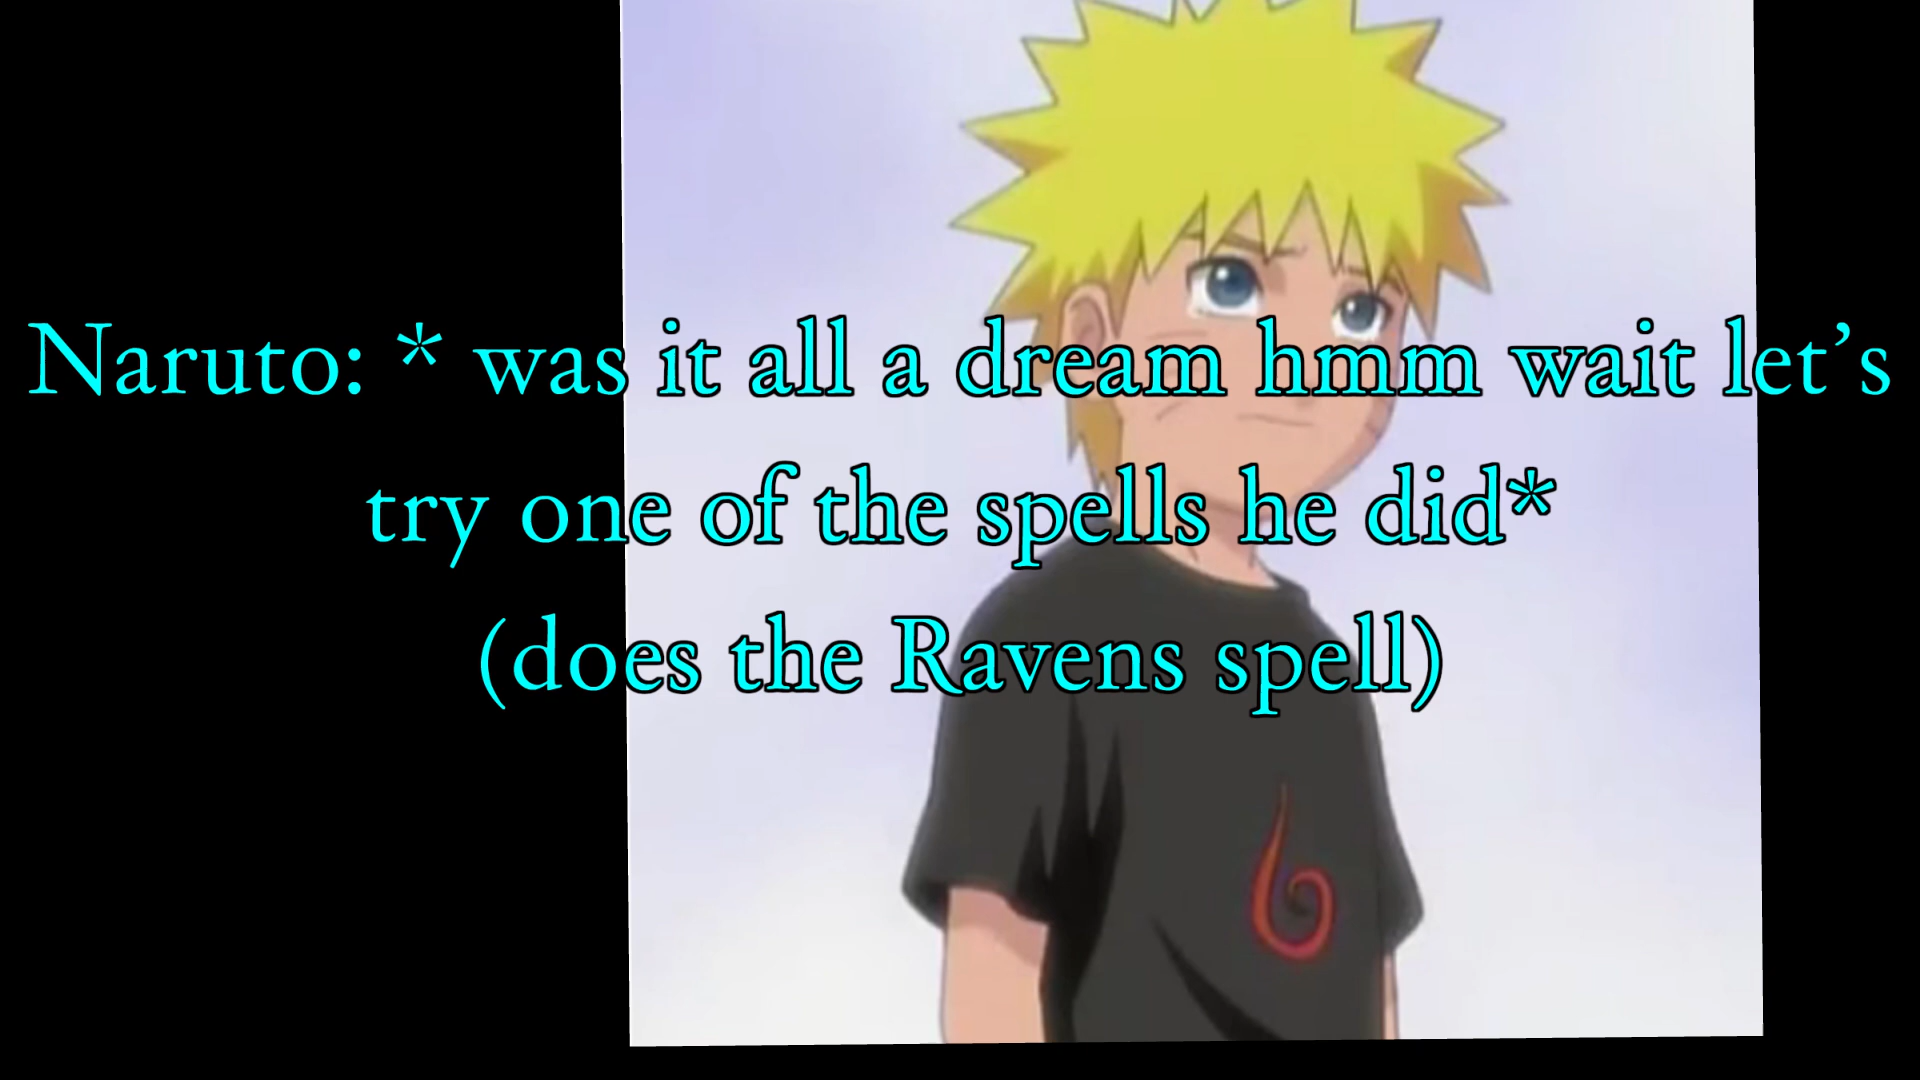 Naruto: * was it all a dream hmm wait let’s
try one of the spells he did*
(does the Ravens spell)